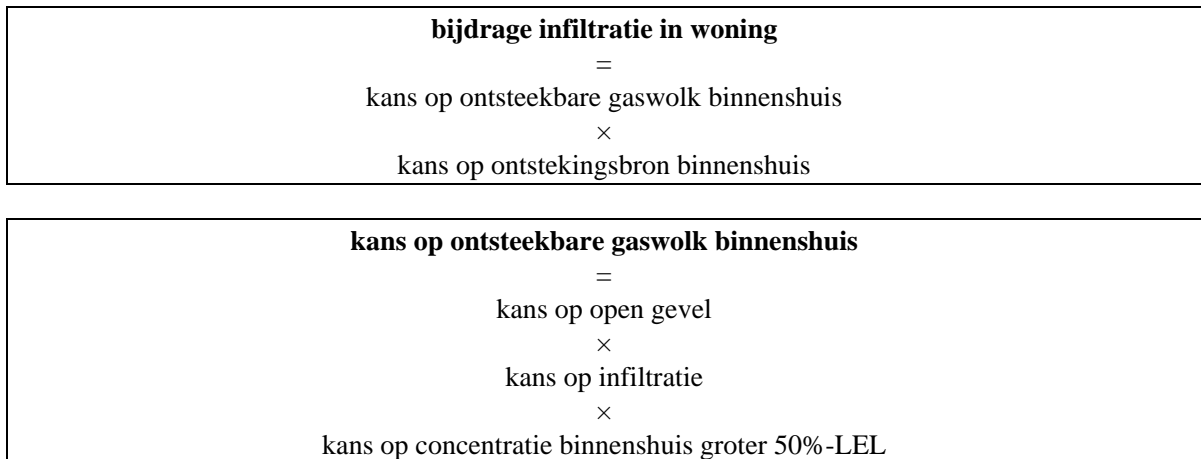 bijdrage infiltratie in woning
=
kans op ontsteekbare gaswolk binnenshuis
×
kans op ontstekingsbron binnenshuis
kans op ontsteekbare gaswolk binnenshuis
=
kans op open gevel
×
kans op infiltratie
×
kans op concentratie binnenshuis groter 50%-LEL